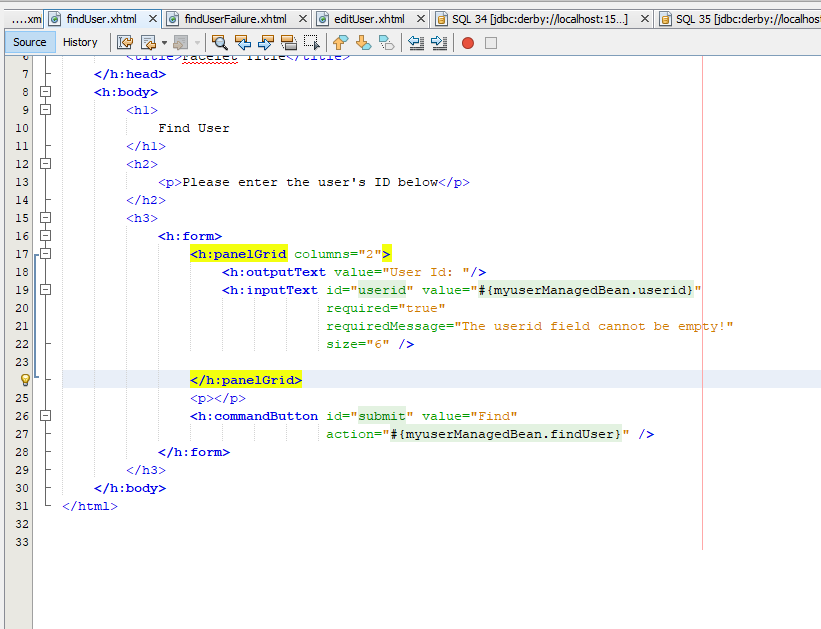 ....xm findUser.xhtml findUserFailure.xhtml editUser.xhtml SQL 34 [jdbc:derby://localhost:15...] SQL 35 [jdbc:derby://localhos
Source History
6 <title>Facelet Title</title>
7 </h:head>
8 <h:body>
9 <h1>
10 Find User
11 </h1>
12 <h2>
13 <p>Please enter the user's ID below</p>
14 </h2>
15 <h3>
16 <h:form>
17 <h:panelGrid columns="2">
18 <h:outputText value="User Id: "/>
19 <h:inputText id="userid" value="#{myuserManagedBean.userid}"
20 required="true"
21 requiredMessage="The userid field cannot be empty!"
22 size="6" />
23
</h:panelGrid>
25 <p></p>
26 <h:commandButton id="submit" value="Find"
27 action="#{myuserManagedBean.findUser}" />
28 </h:form>
29 </h3>
30 </h:body>
31 </html>
32
33